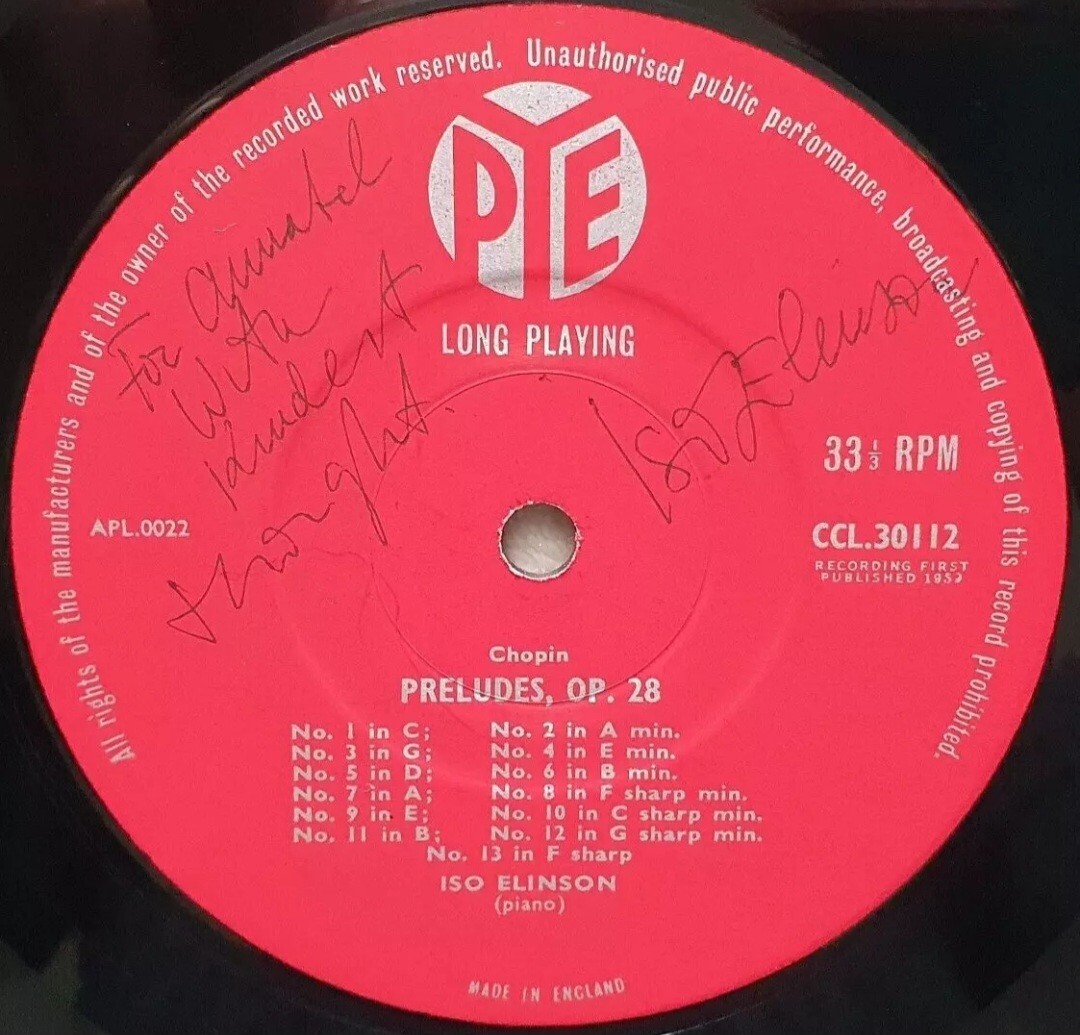 All rights of the manufacturers and of the owner of the recorded work reserved. Unauthorised public performance, broadcasting and copying of this record prohibited.
PYE
LONG PLAYING
For
With
kindest
thought.
Iso Elinson
33⅓ RPM
APL.0022
CCL.30112
RECORDING FIRST
PUBLISHED
Chopin
PRELUDES, OP. 28
No. 1 in C; No. 2 in A min.
No. 3 in G; No. 4 in E min.
No. 5 in D; No. 6 in B min.
No. 7 in A; No. 8 in F sharp min.
No. 9 in E; No. 10 in C sharp min.
No. 11 in B; No. 12 in G sharp min.
No. 13 in F sharp
ISO ELINSON
(piano)
MADE IN ENGLAND